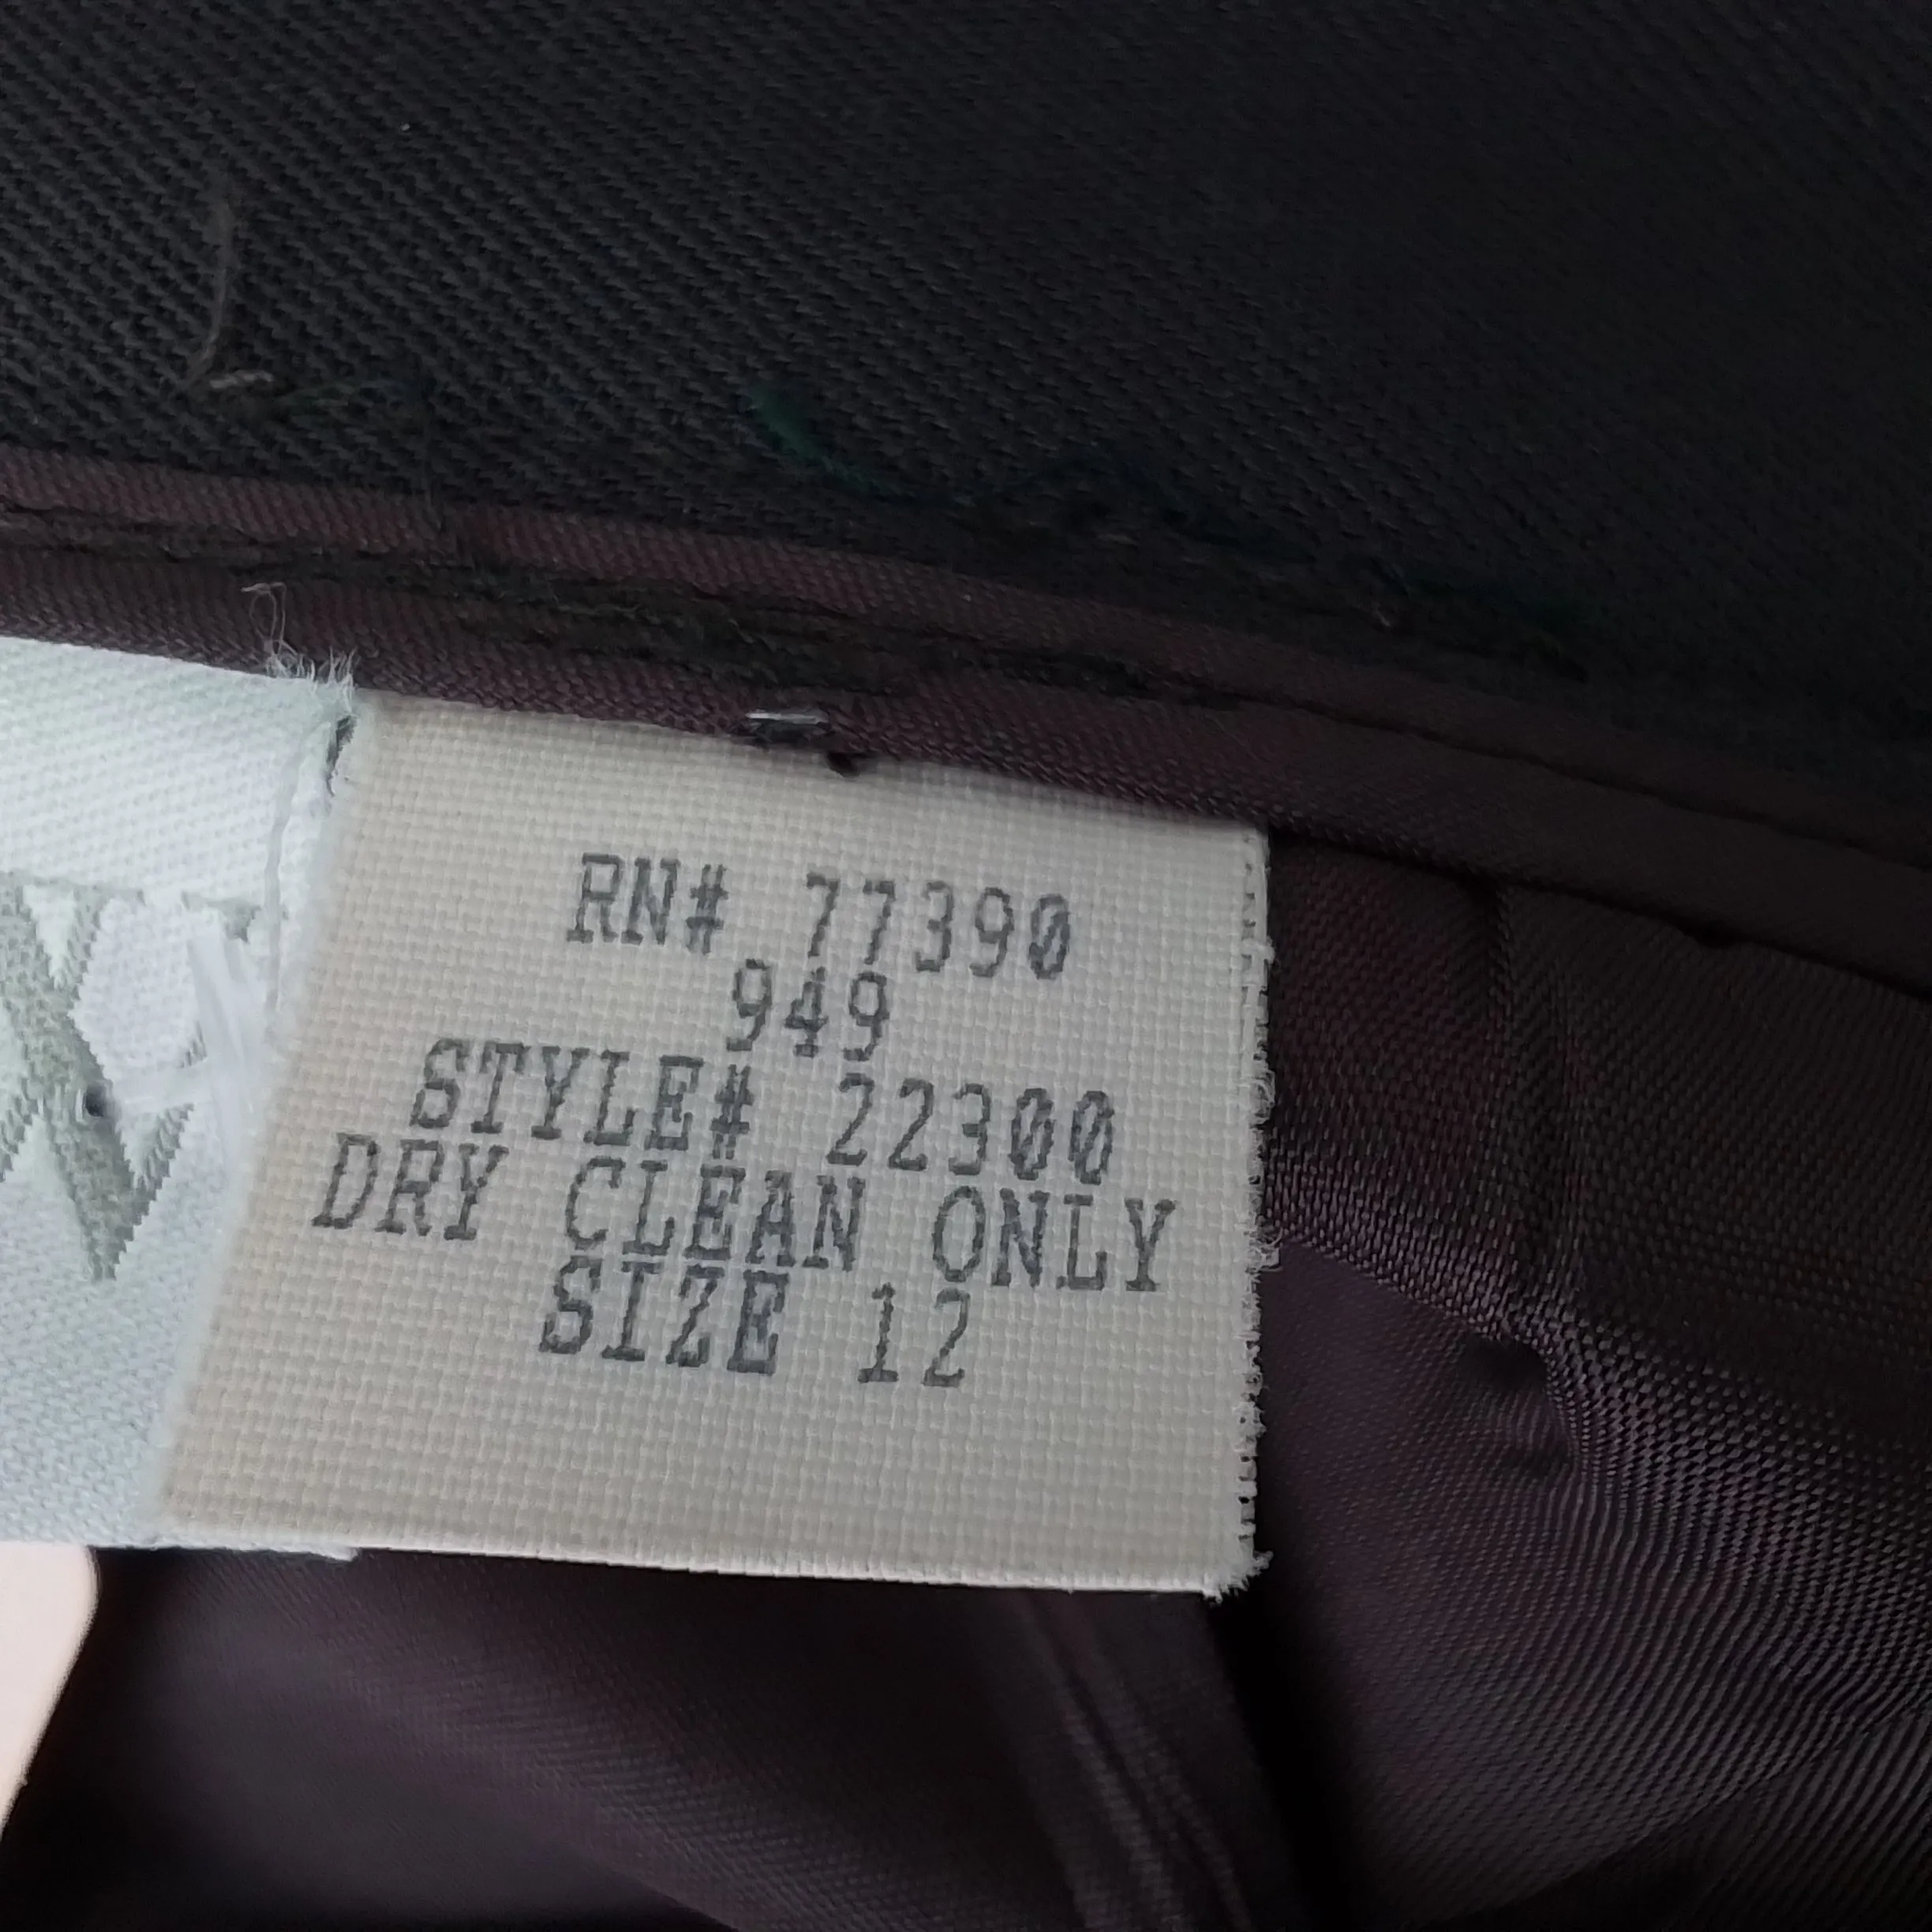 RN# 77390
949
STYLE# 22300
DRY CLEAN ONLY
SIZE 12